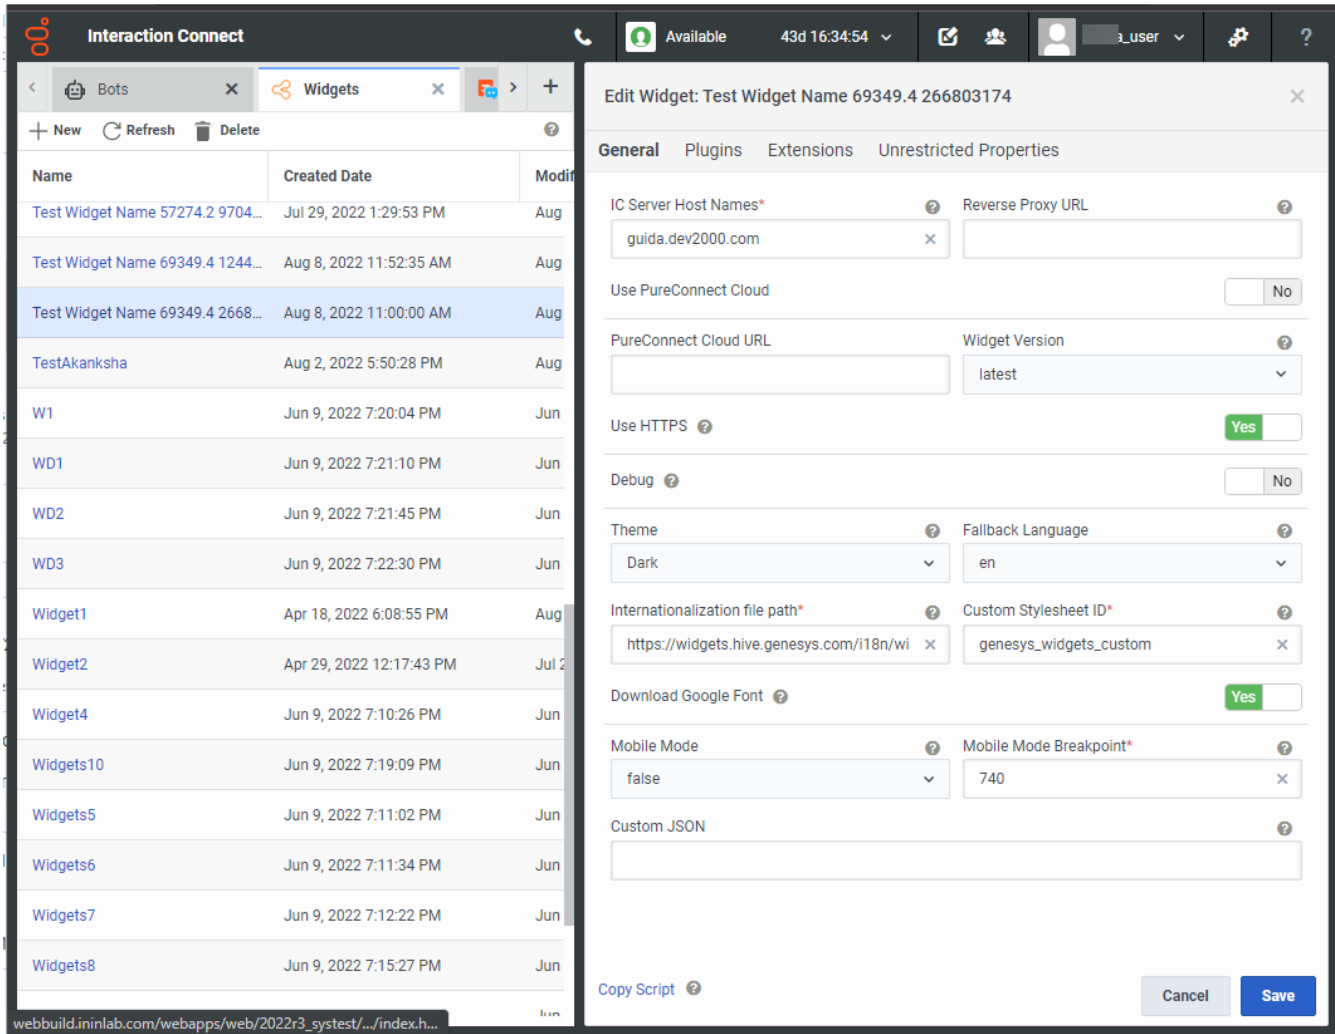 Interaction Connect
Available
43d 16:34:54
_user
?
Bots
Widgets
New Refresh Delete
Name Created Date Modif
Test Widget Name 57274.2 9704... Jul 29, 2022 1:29:53 PM Aug
Test Widget Name 69349.4 1244... Aug 8, 2022 11:52:35 AM Aug
Test Widget Name 69349.4 2668... Aug 8, 2022 11:00:00 AM Aug
TestAkanksha Aug 2, 2022 5:50:28 PM Aug
W1 Jun 9, 2022 7:20:04 PM Jun
WD1 Jun 9, 2022 7:21:10 PM Jun
WD2 Jun 9, 2022 7:21:45 PM Jun
WD3 Jun 9, 2022 7:22:30 PM Jun
Widget1 Apr 18, 2022 6:08:55 PM Aug
Widget2 Apr 29, 2022 12:17:43 PM Jul 2
Widget4 Jun 9, 2022 7:10:26 PM Jun
Widgets10 Jun 9, 2022 7:19:09 PM Jun
Widgets5 Jun 9, 2022 7:11:02 PM Jun
Widgets6 Jun 9, 2022 7:11:34 PM Jun
Widgets7 Jun 9, 2022 7:12:22 PM Jun
Widgets8 Jun 9, 2022 7:15:27 PM Jun
Jun
webbuild.ininlab.com/webapps/web/2022r3_systest/.../index.h...
Edit Widget: Test Widget Name 69349.4 266803174
General Plugins Extensions Unrestricted Properties
IC Server Host Names* Reverse Proxy URL
guida.dev2000.com
Use PureConnect Cloud No
PureConnect Cloud URL Widget Version
latest
Use HTTPS Yes
Debug No
Theme Fallback Language
Dark en
Internationalization file path* Custom Stylesheet ID*
https://widgets.hive.genesys.com/i18n/wi genesys_widgets_custom
Download Google Font Yes
Mobile Mode Mobile Mode Breakpoint*
false 740
Custom JSON
Copy Script Cancel Save